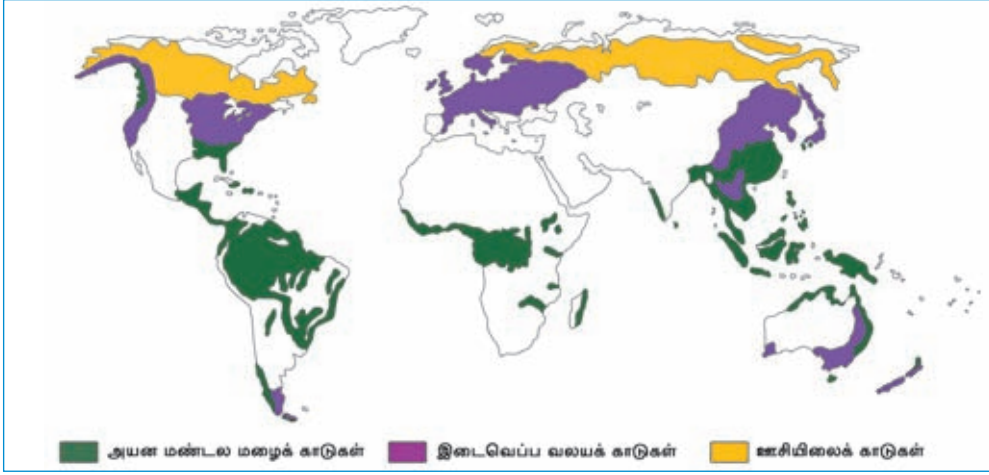 அயன மண்டல மழைக் காடுகள் இடைவெப்ப வலயக் காடுகள் ஊசியிலைக் காடுகள்